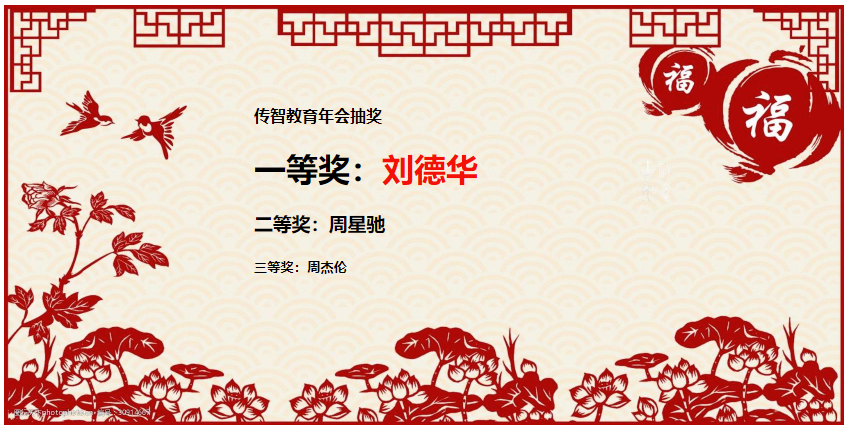 福
福
传智教育年会抽奖
一等奖：刘德华
二等奖：周星驰
三等奖：周杰伦